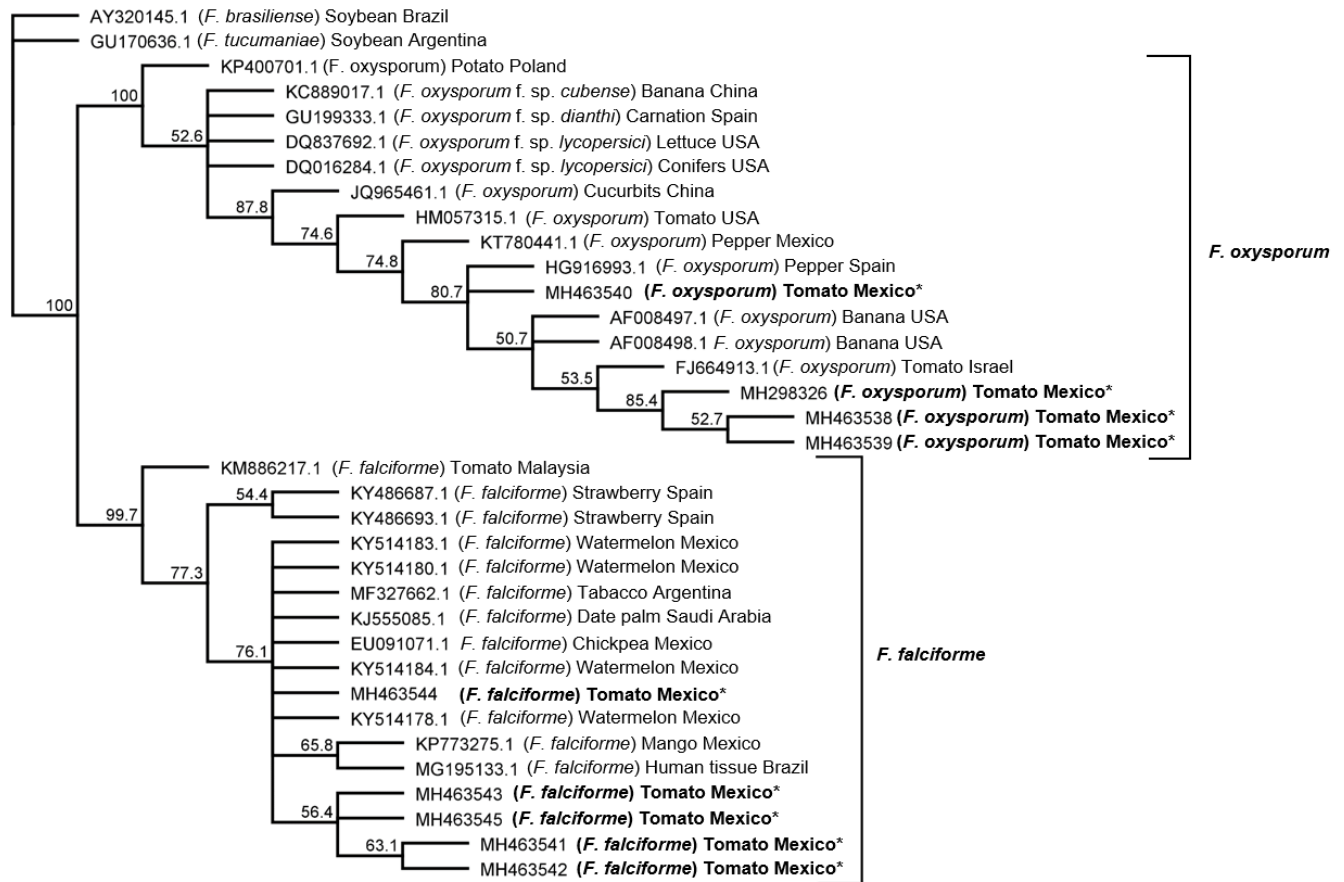 AY320145.1 (F. brasiliense) Soybean Brazil
GU170636.1 (F. tucumaniae) Soybean Argentina
KP400701.1 (F. oxysporum) Potato Poland
100
KC889017.1 (F. oxysporum f. sp. cubense) Banana China
GU199333.1 (F. oxysporum f. sp. dianthi) Carnation Spain
52.6
DQ837692.1 (F. oxysporum f. sp. lycopersici) Lettuce USA
DQ016284.1 (F. oxysporum f. sp. lycopersici) Conifers USA
JQ965461.1 (F. oxysporum) Cucurbits China
87.8
HM057315.1 (F. oxysporum) Tomato USA
74.6
KT780441.1 (F. oxysporum) Pepper Mexico
F. oxysporum
74.8
HG916993.1 (F. oxysporum) Pepper Spain
MH463540 (F. oxysporum) Tomato Mexico*
80.7
100
AF008497.1 (F. oxysporum) Banana USA
50.7
AF008498.1 F. oxysporum) Banana USA
FJ664913.1 (F. oxysporum) Tomato Israel
53.5
MH298326 (F. oxysporum) Tomato Mexico*
85.4
MH463538 (F. oxysporum) Tomato Mexico*
52.7
MH463539 (F. oxysporum) Tomato Mexico*
KM886217.1 (F. falciforme) Tomato Malaysia
KY486687.1 (F. falciforme) Strawberry Spain
54.4
99.7
KY486693.1 (F. falciforme) Strawberry Spain
KY514183.1 (F. falciforme) Watermelon Mexico
KY514180.1 (F. falciforme) Watermelon Mexico
77.3
MF327662.1 (F. falciforme) Tabacco Argentina
KJ555085.1 (F. falciforme) Date palm Saudi Arabia
EU091071.1 F. falciforme) Chickpea Mexico
76.1
F. falciforme
KY514184.1 (F. falciforme) Watermelon Mexico
MH463544 (F. falciforme) Tomato Mexico*
KY514178.1 (F. falciforme) Watermelon Mexico
KP773275.1 (F. falciforme) Mango Mexico
65.8
MG195133.1 (F. falciforme) Human tissue Brazil
MH463543 (F. falciforme) Tomato Mexico*
56.4
MH463545 (F. falciforme) Tomato Mexico*
MH463541 (F. falciforme) Tomato Mexico*
63.1
MH463542 (F. falciforme) Tomato Mexico*